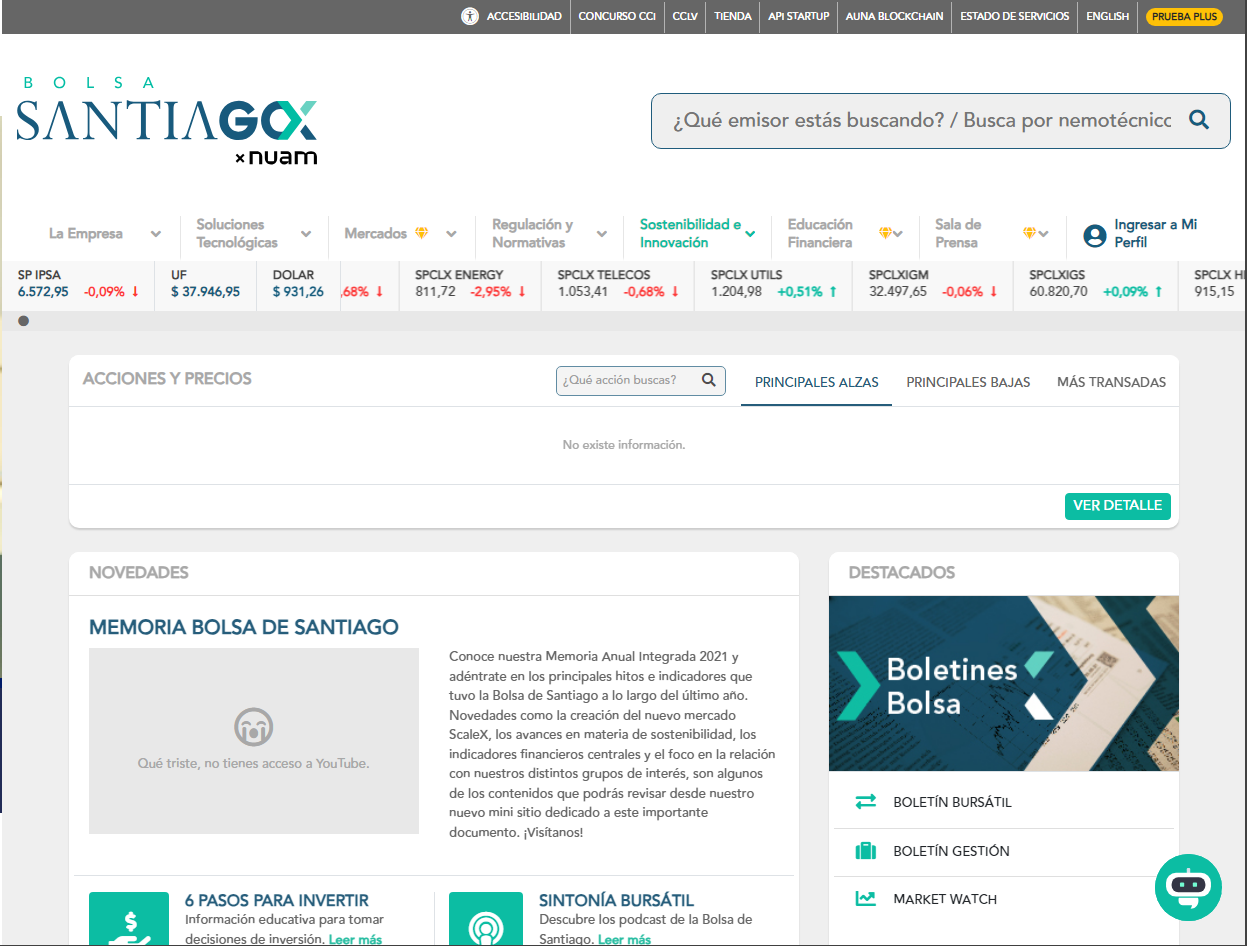 ACCESIBILIDAD CONCURSO CCI CCLV TIENDA API STARTUP AUNA BLOCKCHAIN ESTADO DE SERVICIOS ENGLISH PRUEBA PLUS
BOLSA
SANTIAGO X
× nuam
¿Qué emisor estás buscando? / Busca por nemotécnico
La Empresa
Soluciones
Tecnológicas
Mercados
Regulación y
Normativas
Sostenibilidad e
Innovación
Educación
Financiera
Sala de
Prensa
Ingresar a Mi
Perfil
SP IPSA
6.572,95 -0,09% ↓
UF
$ 37.946,95
DOLAR
$ 931,26
,68% ↓
SPCLX ENERGY
811,72 -2,95% ↓
SPCLX TELECOS
1.053,41 -0,68% ↓
SPCLX UTILS
1.204,98 +0,51% ↑
SPCLXIGM
32.497,65 -0,06% ↓
SPCLXIGS
60.820,70 +0,09% ↑
SPCLX HI
915,15
ACCIONES Y PRECIOS
¿Qué acción buscas?
PRINCIPALES ALZAS PRINCIPALES BAJAS MÁS TRANSADAS
No existe información.
VER DETALLE
NOVEDADES
MEMORIA BOLSA DE SANTIAGO
Qué triste, no tienes acceso a YouTube.
Conoce nuestra Memoria Anual Integrada 2021 y
adéntrate en los principales hitos e indicadores que
tuvo la Bolsa de Santiago a lo largo del último año.
Novedades como la creación del nuevo mercado
ScaleX, los avances en materia de sostenibilidad, los
indicadores financieros centrales y el foco en la relación
con nuestros distintos grupos de interés, son algunos
de los contenidos que podrás revisar desde nuestro
nuevo mini sitio dedicado a este importante
documento. ¡Visítanos!
6 PASOS PARA INVERTIR
Información educativa para tomar
decisiones de inversión. Leer más
SINTONÍA BURSÁTIL
Descubre los podcast de la Bolsa de
Santiago. Leer más
DESTACADOS
Boletines
Bolsa
BOLETÍN BURSÁTIL
BOLETÍN GESTIÓN
MARKET WATCH